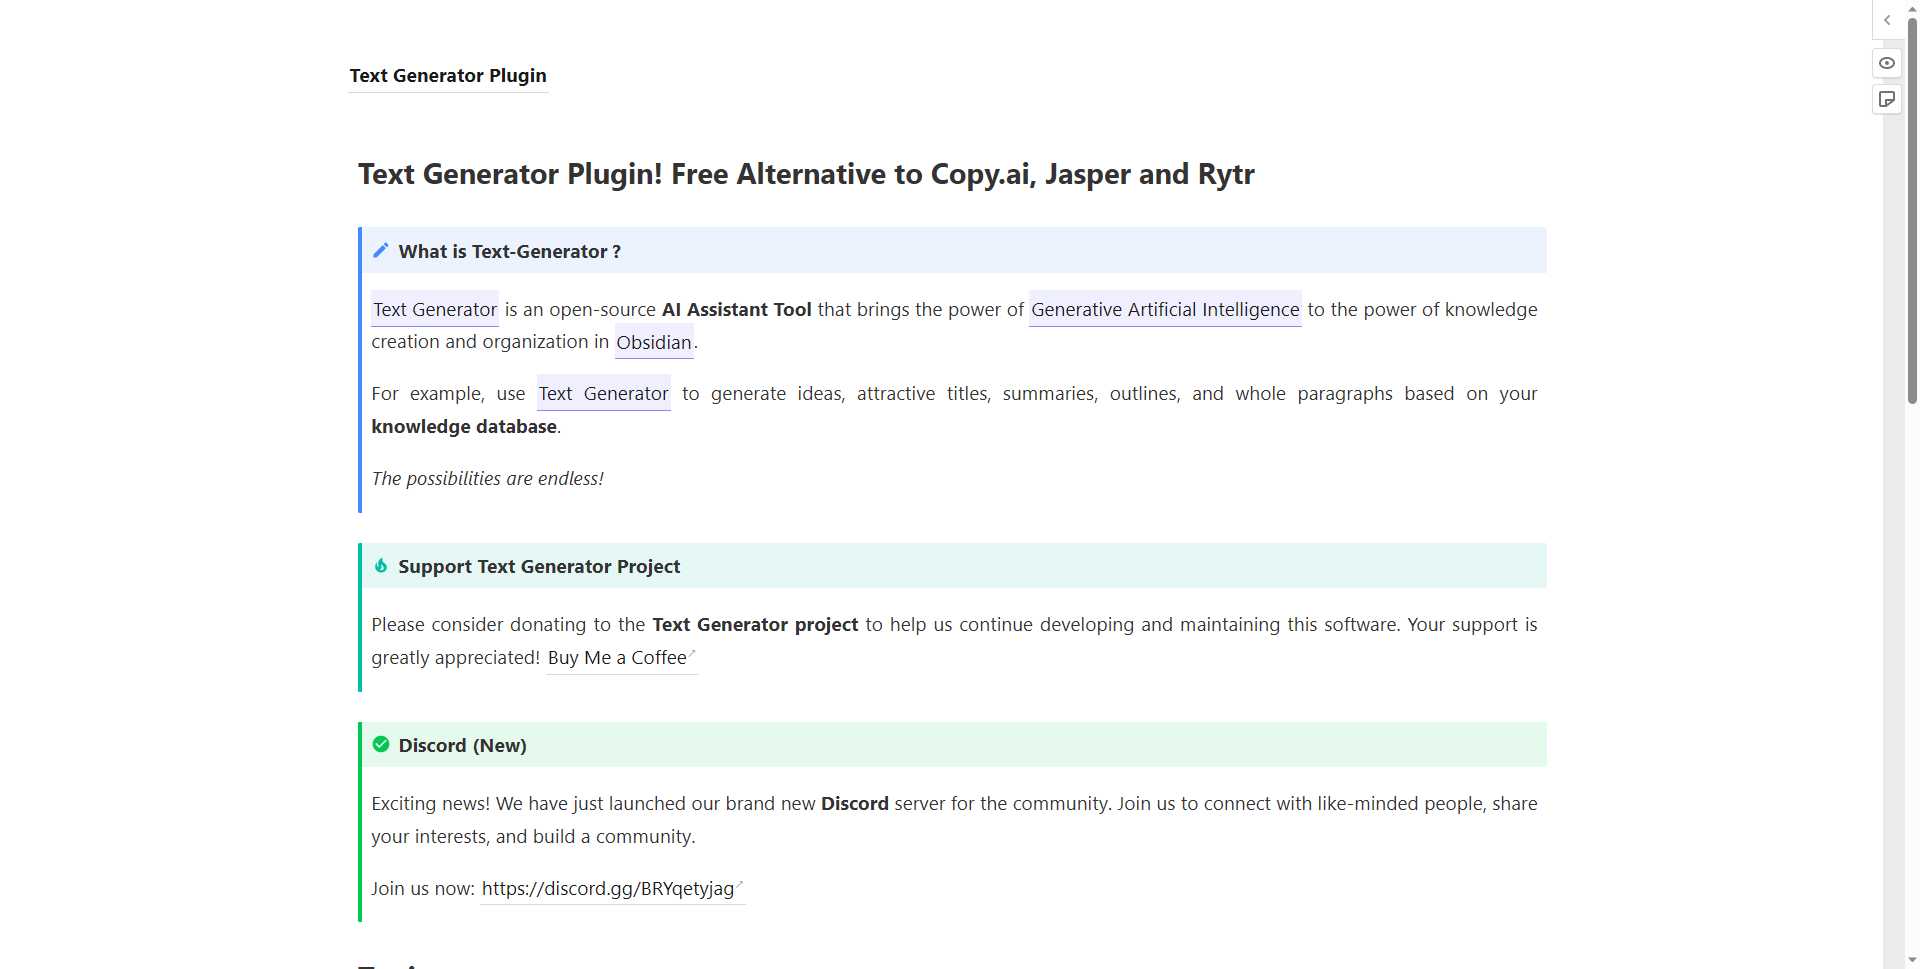 Text Generator Plugin
Text Generator Plugin! Free Alternative to Copy.ai, Jasper and Rytr
What is Text-Generator ?
Text Generator is an open-source AI Assistant Tool that brings the power of Generative Artificial Intelligence to the power of knowledge
creation and organization in Obsidian.
For example, use Text Generator to generate ideas, attractive titles, summaries, outlines, and whole paragraphs based on your
knowledge database.
The possibilities are endless!
Support Text Generator Project
Please consider donating to the Text Generator project to help us continue developing and maintaining this software. Your support is
greatly appreciated! Buy Me a Coffee
Discord (New)
Exciting news! We have just launched our brand new Discord server for the community. Join us to connect with like-minded people, share
your interests, and build a community.
Join us now: https://discord.gg/BRYqetyjag